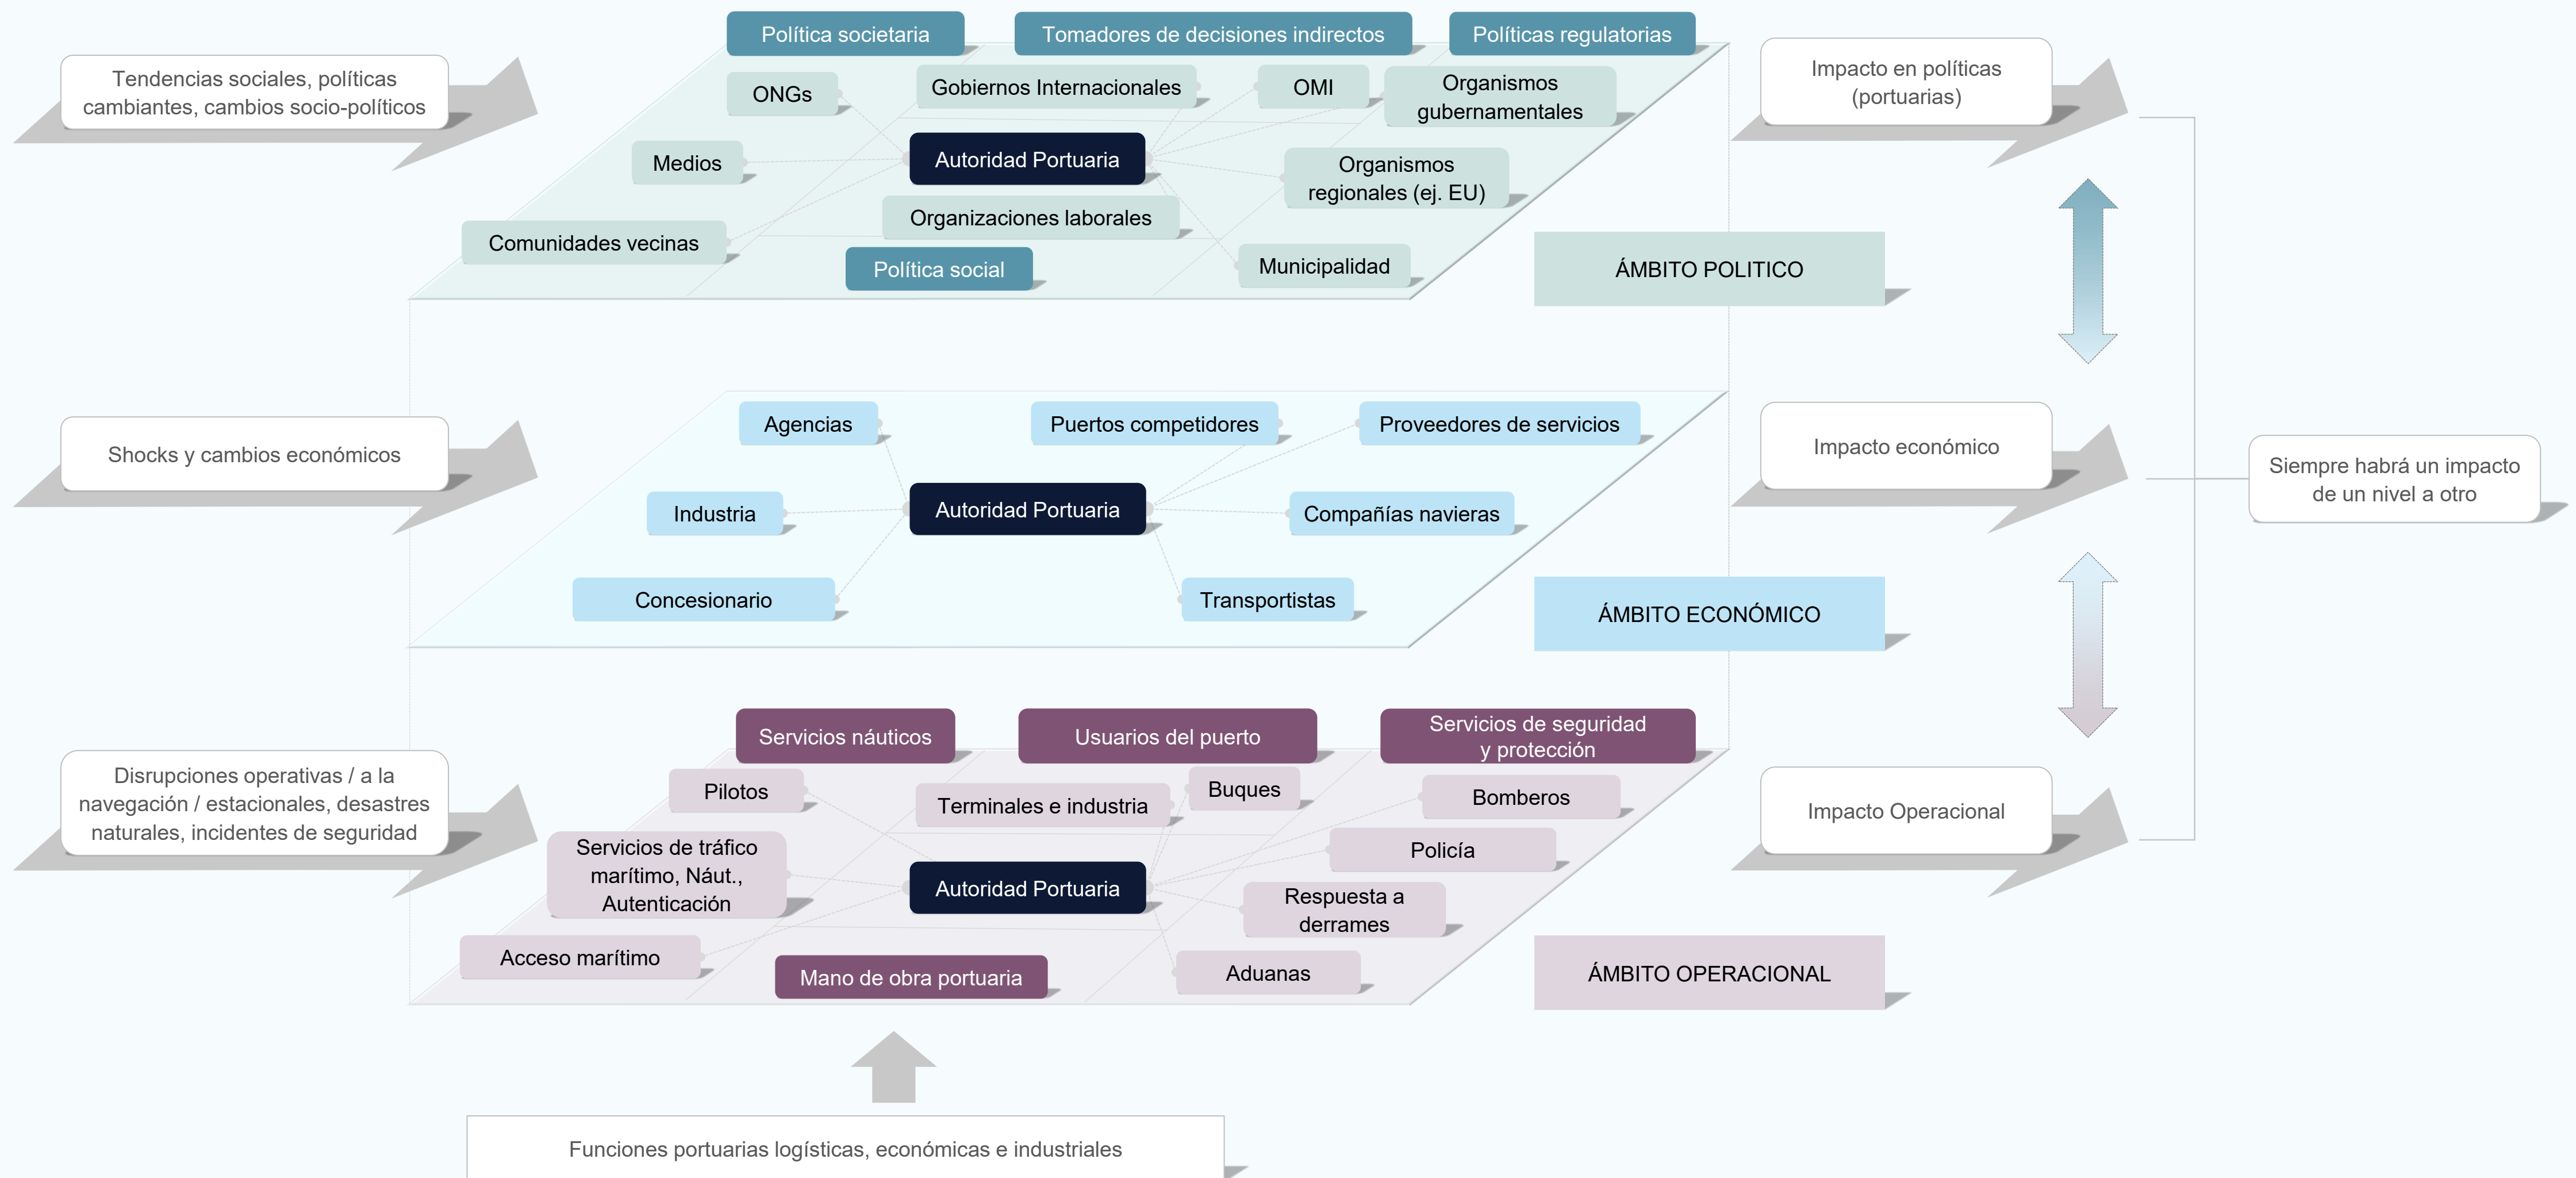 Política societaria
Tomadores de decisiones indirectos
Políticas regulatorias
Tendencias sociales, políticas
cambiantes, cambios socio-políticos
ONGs
Gobiernos Internacionales
OMI
Organismos
gubernamentales
Impacto en políticas
(portuarias)
Medios
Autoridad Portuaria
Organismos
regionales (ej. EU)
Organizaciones laborales
Comunidades vecinas
Política social
Municipalidad
ÁMBITO POLITICO
Agencias
Puertos competidores
Proveedores de servicios
Shocks y cambios económicos
Impacto económico
Siempre habrá un impacto
de un nivel a otro
Industria
Autoridad Portuaria
Compañías navieras
Concesionario
Transportistas
ÁMBITO ECONÓMICO
Servicios náuticos
Usuarios del puerto
Servicios de seguridad
y protección
Disrupciones operativas / a la
navegación / estacionales, desastres
naturales, incidentes de seguridad
Pilotos
Terminales e industria
Buques
Bomberos
Impacto Operacional
Servicios de tráfico
marítimo, Náut.,
Autenticación
Autoridad Portuaria
Policía
Respuesta a
derrames
Acceso marítimo
Mano de obra portuaria
Aduanas
ÁMBITO OPERACIONAL
Funciones portuarias logísticas, económicas e industriales